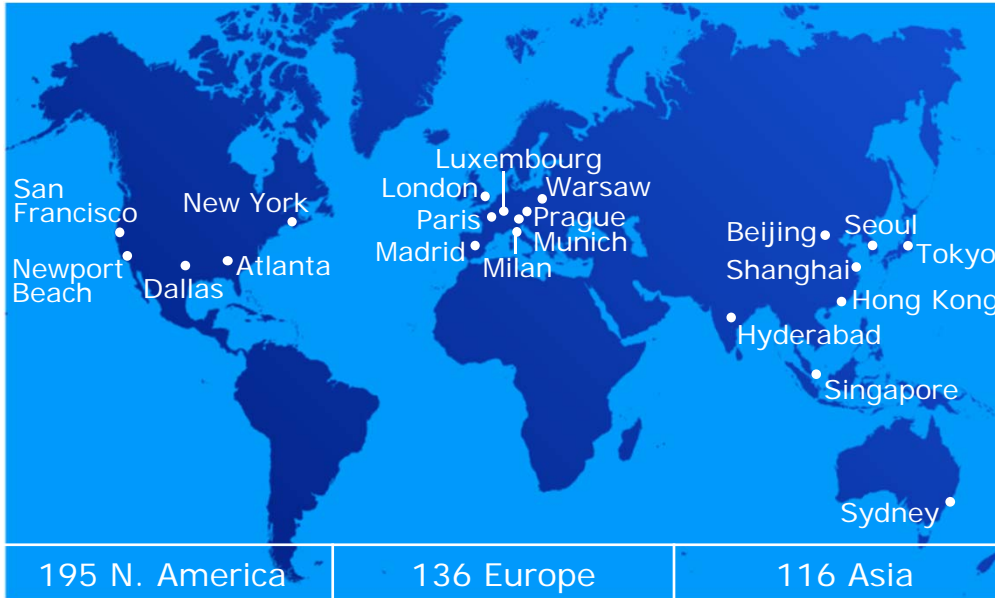 San
Francisco
New York
Newport
Beach
Dallas
Atlanta
Luxembourg
London
Warsaw
Paris
Prague
Madrid
Munich
Milan
Beijing
Seoul
Tokyo
Shanghai
Hong Kong
Hyderabad
Singapore
Sydney
195 N. America
136 Europe
116 Asia